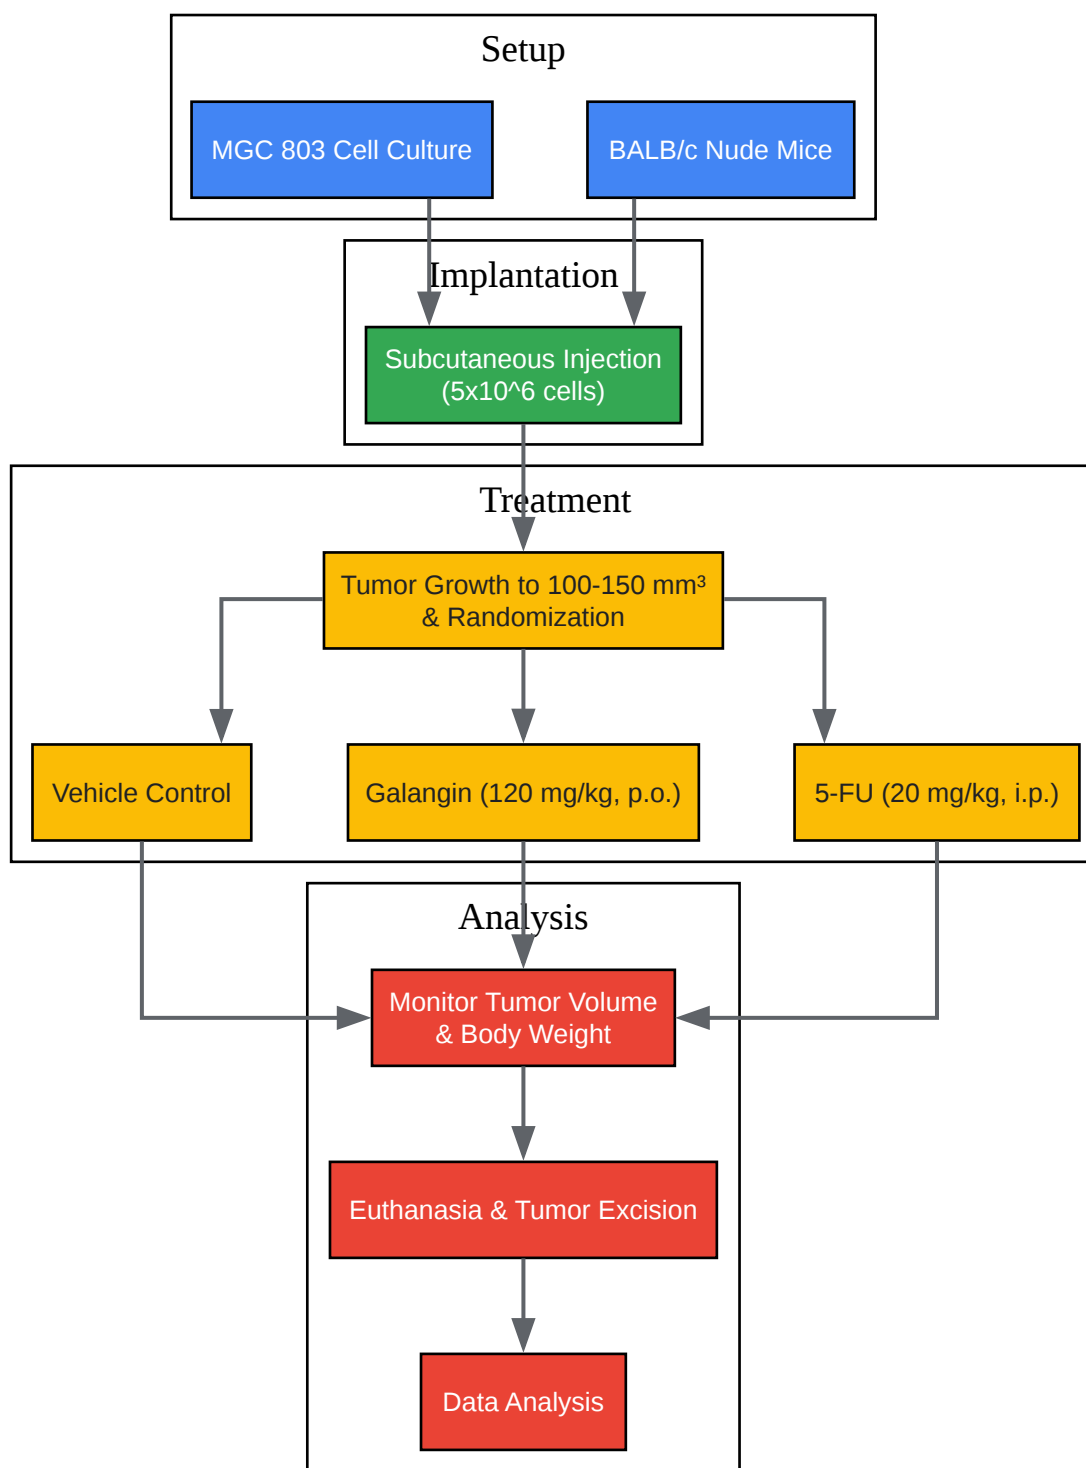 Setup
MGC 803 Cell Culture
BALB/c Nude Mice
Implantation
Subcutaneous Injection
(5x10^6 cells)
Treatment
Tumor Growth to 100-150 mm³
& Randomization
Vehicle Control
Galangin (120 mg/kg, p.o.)
5-FU (20 mg/kg, i.p.)
Analysis
Monitor Tumor Volume
& Body Weight
Euthanasia & Tumor Excision
Data Analysis